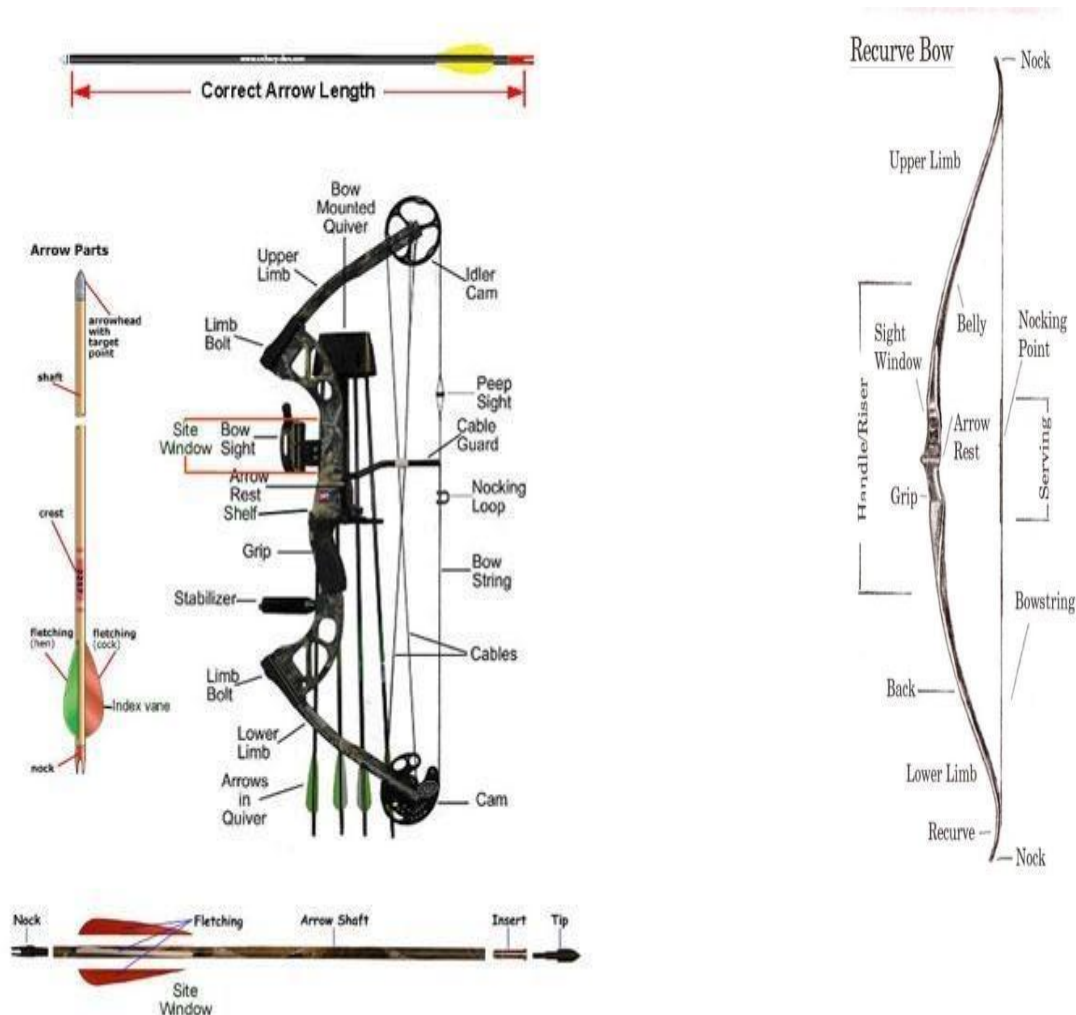 Correct Arrow Length
Recurve Bow
Nock
Upper Limb
Belly
Nocking
Point
Sight
Window
Arrow
Rest
Handle/Riser
Serving
Grip
Bowstring
Back
Lower Limb
Recurve
Nock
Bow
Mounted
Quiver
Upper
Limb
Idler
Cam
Limb
Bolt
Peep
Sight
Site
Window
Bow
Sight
Cable
Guard
Arrow
Rest
Shelf
Nocking
Loop
Grip
Bow
String
Stabilizer
Cables
Limb
Bolt
Lower
Limb
Arrows
in
Quiver
Cam
Arrow Parts
arrowhead
with
target
point
shaft
crest
fletching
(hen)
fletching
(cock)
Index vane
nock
Nock
Fletching
Arrow Shaft
Insert
Tip
Site
Window